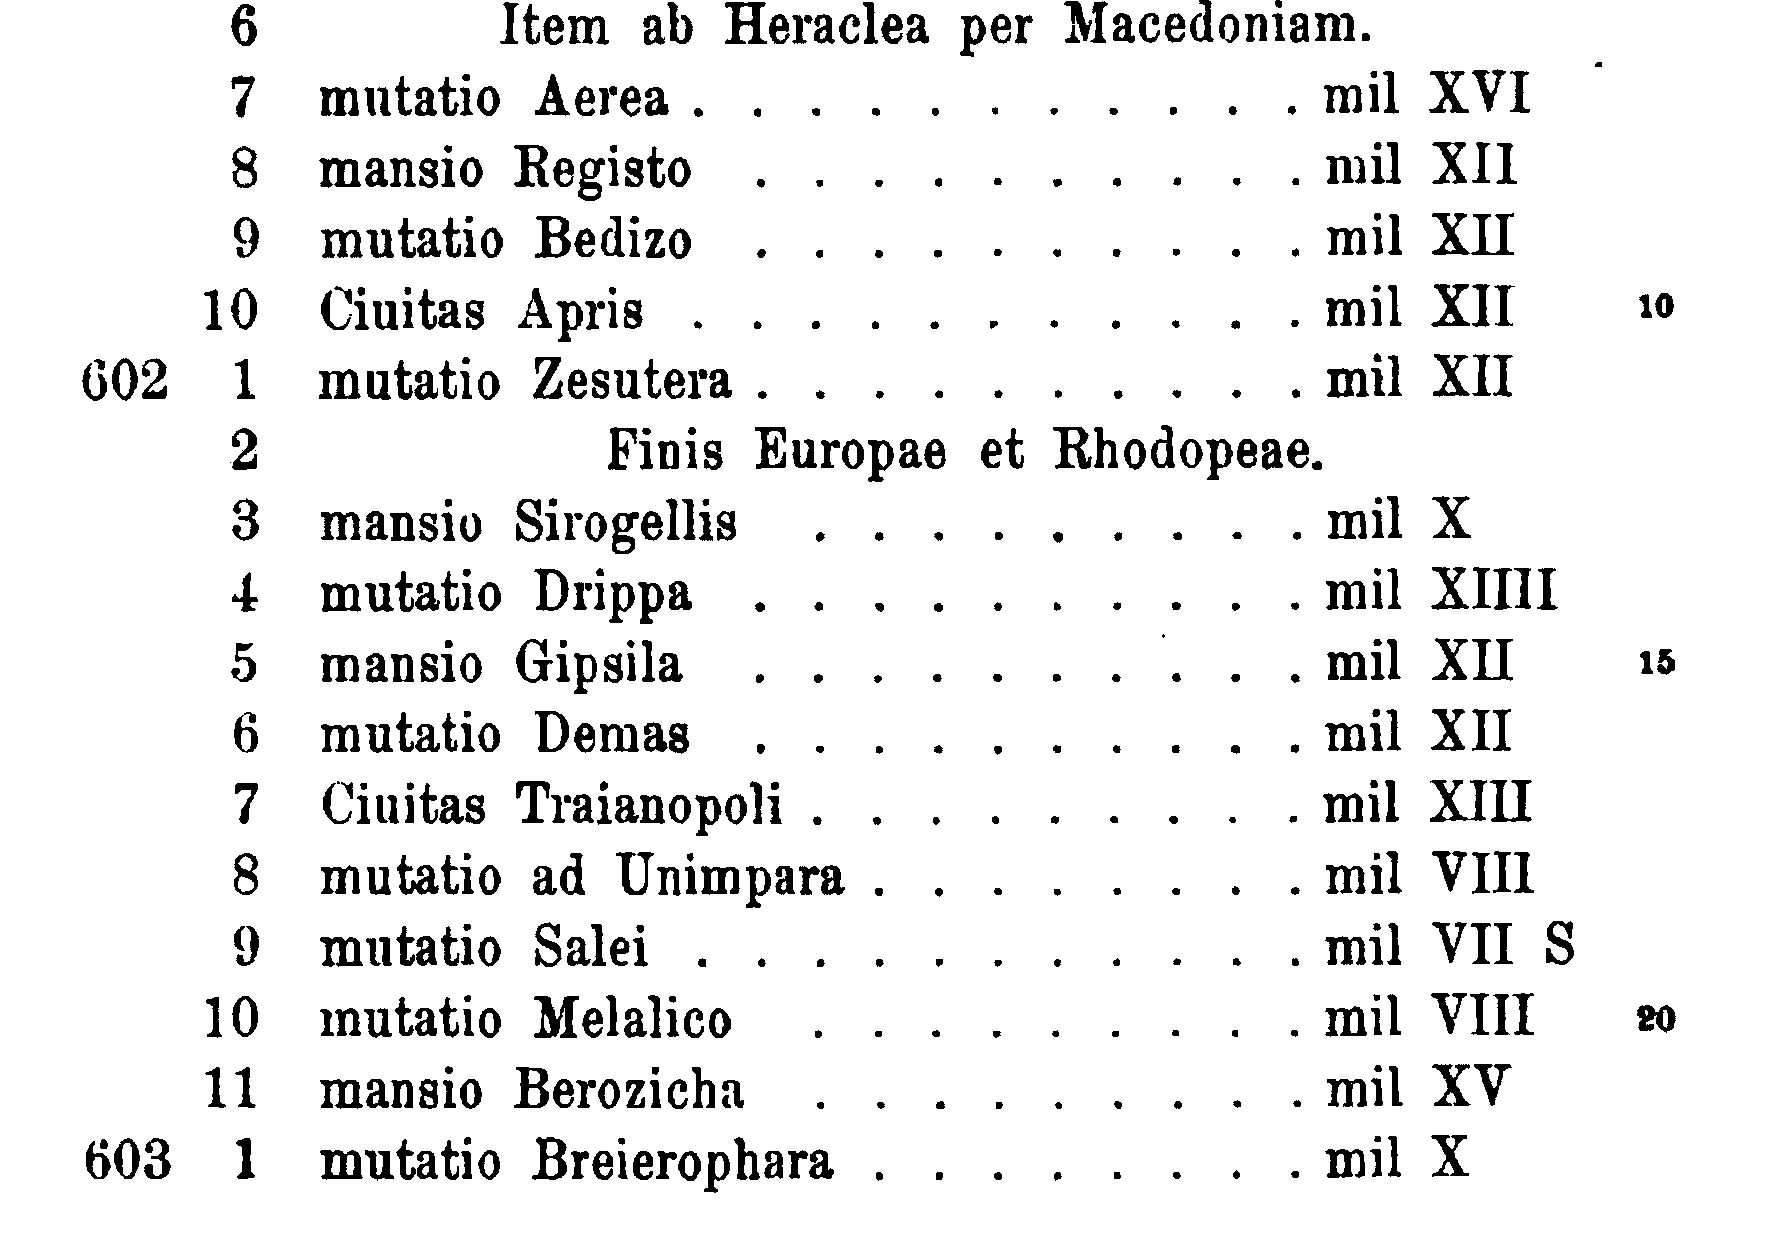 6 Item ab Heraclea per Macedoniam.
7 mutatio Aerea . . . . . . . . . . . mil XVI
8 mansio Registo . . . . . . . . . . mil XII
9 mutatio Bedizo . . . . . . . . . . mil XII
10 Ciuitas Apris . . . . . . . . . . . mil XII 10
602 1 mutatio Zesutera . . . . . . . . . . mil XII
2 Finis Europae et Rhodopeae.
3 mansio Sirogellis . . . . . . . . . mil X
4 mutatio Drippa . . . . . . . . . . mil XIIII
5 mansio Gipsila . . . . . . . . . . mil XII 15
6 mutatio Demas . . . . . . . . . . mil XII
7 Ciuitas Traianopoli . . . . . . . . . mil XIII
8 mutatio ad Unimpara . . . . . . . . mil VIII
9 mutatio Salei . . . . . . . . . . . mil VII S
10 mutatio Melalico . . . . . . . . . mil VIII 20
11 mansio Berozicha . . . . . . . . . mil XV
603 1 mutatio Breierophara . . . . . . . . mil X